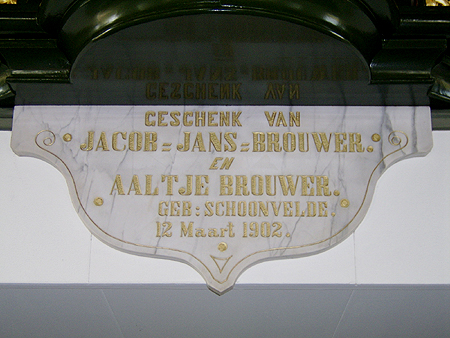 GESCHENK VAN
JACOB=JANS=BROUWER.
EN
AALTJE BROUWER.
GEB: SCHOONVELDE.
12 Maart 1902.